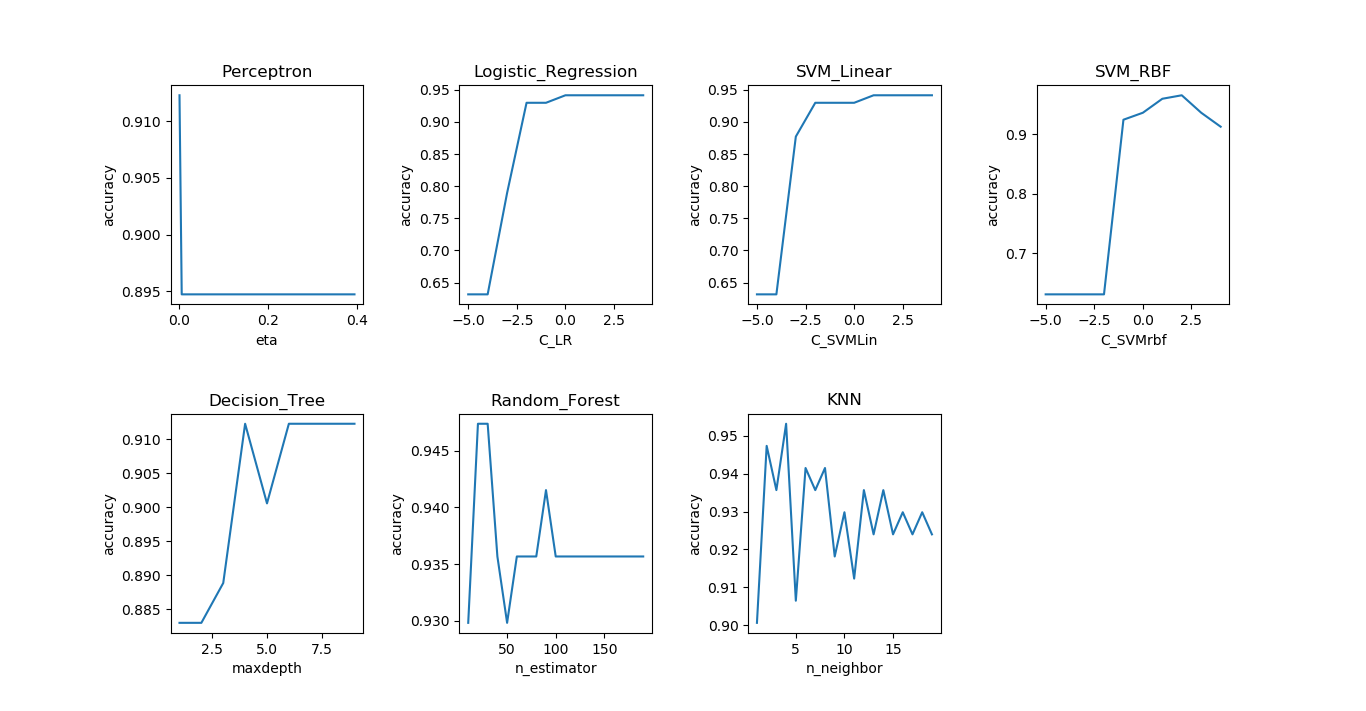 Perceptron
accuracy
0.910
0.905
0.900
0.895
0.0 0.2 0.4
eta
Logistic_Regression
accuracy
0.95
0.90
0.85
0.80
0.75
0.70
0.65
−5.0 −2.5 0.0 2.5
C_LR
SVM_Linear
accuracy
0.95
0.90
0.85
0.80
0.75
0.70
0.65
−5.0 −2.5 0.0 2.5
C_SVMLin
SVM_RBF
accuracy
0.9
0.8
0.7
−5.0 −2.5 0.0 2.5
C_SVMrbf
Decision_Tree
accuracy
0.910
0.905
0.900
0.895
0.890
0.885
2.5 5.0 7.5
maxdepth
Random_Forest
accuracy
0.945
0.940
0.935
0.930
50 100 150
n_estimator
KNN
accuracy
0.95
0.94
0.93
0.92
0.91
0.90
5 10 15
n_neighbor